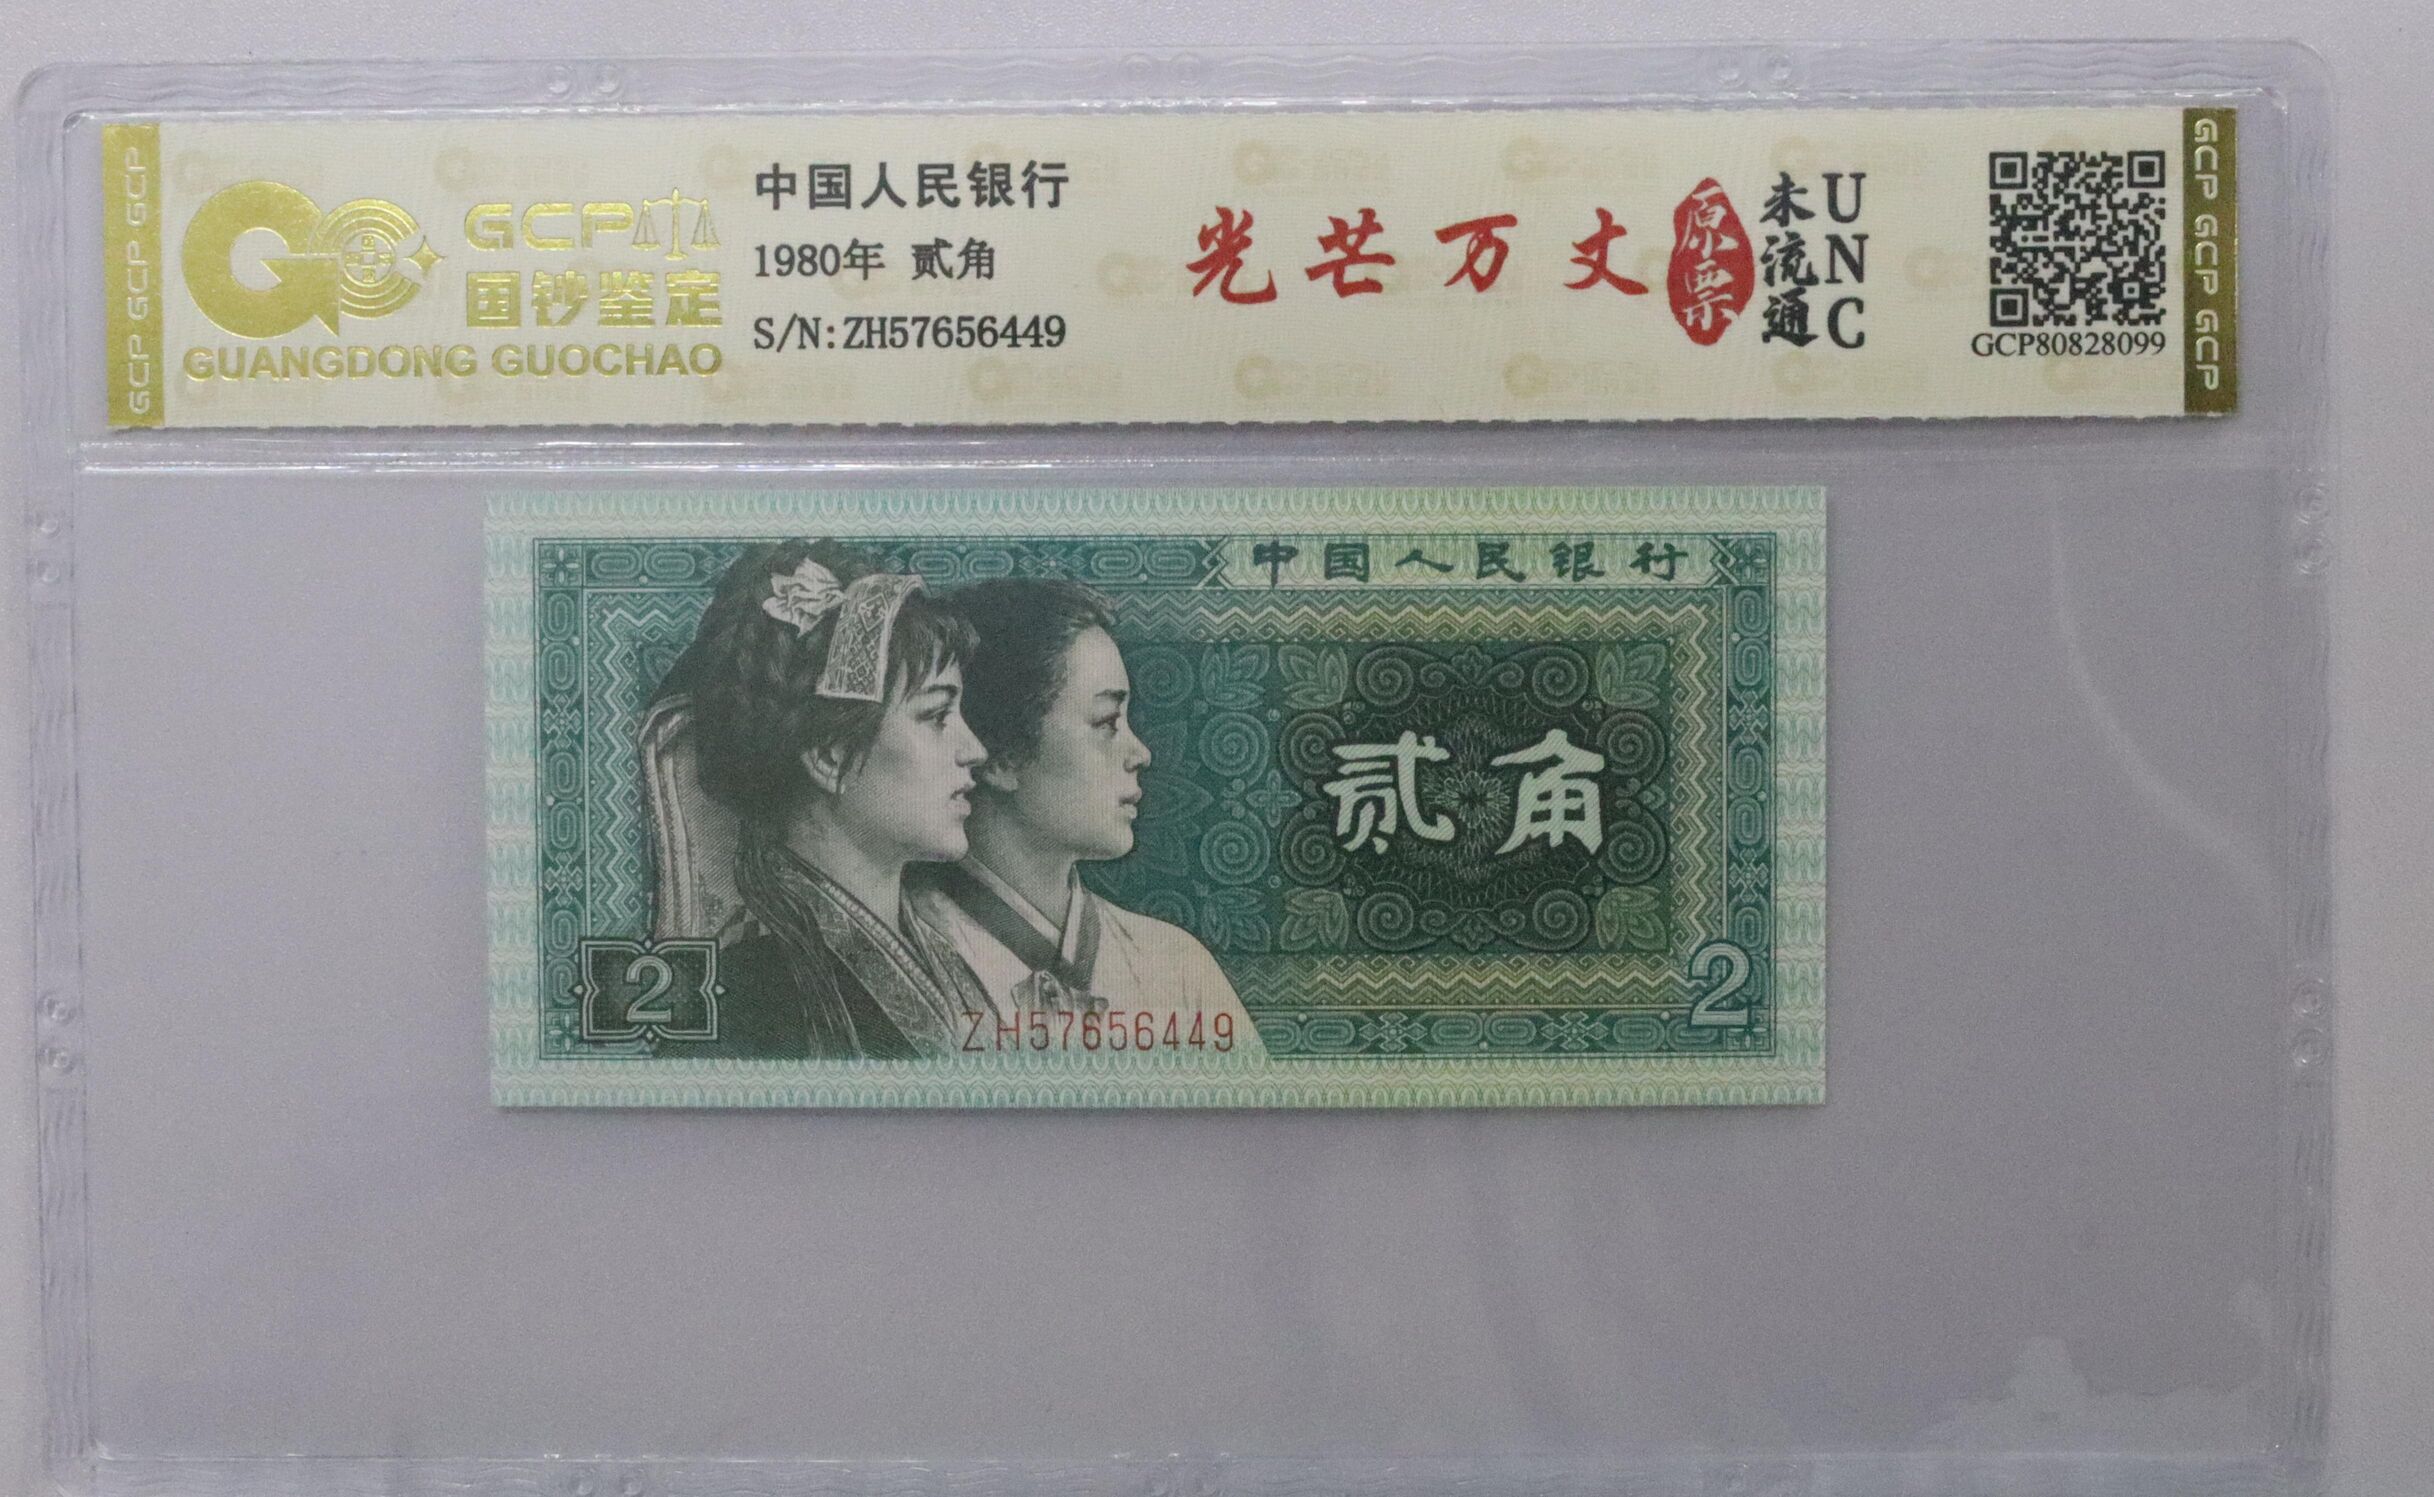 GCP GCP GCP
GCP
国钞鉴定
GUANGDONG GUOCHAO
中国人民银行
1980年 贰角
S/N:ZH57656449
光芒万丈
原票
未流通
UNC
GCP80828099
GCP GCP GCP
中国人民银行
贰角
2
2
ZH57656449